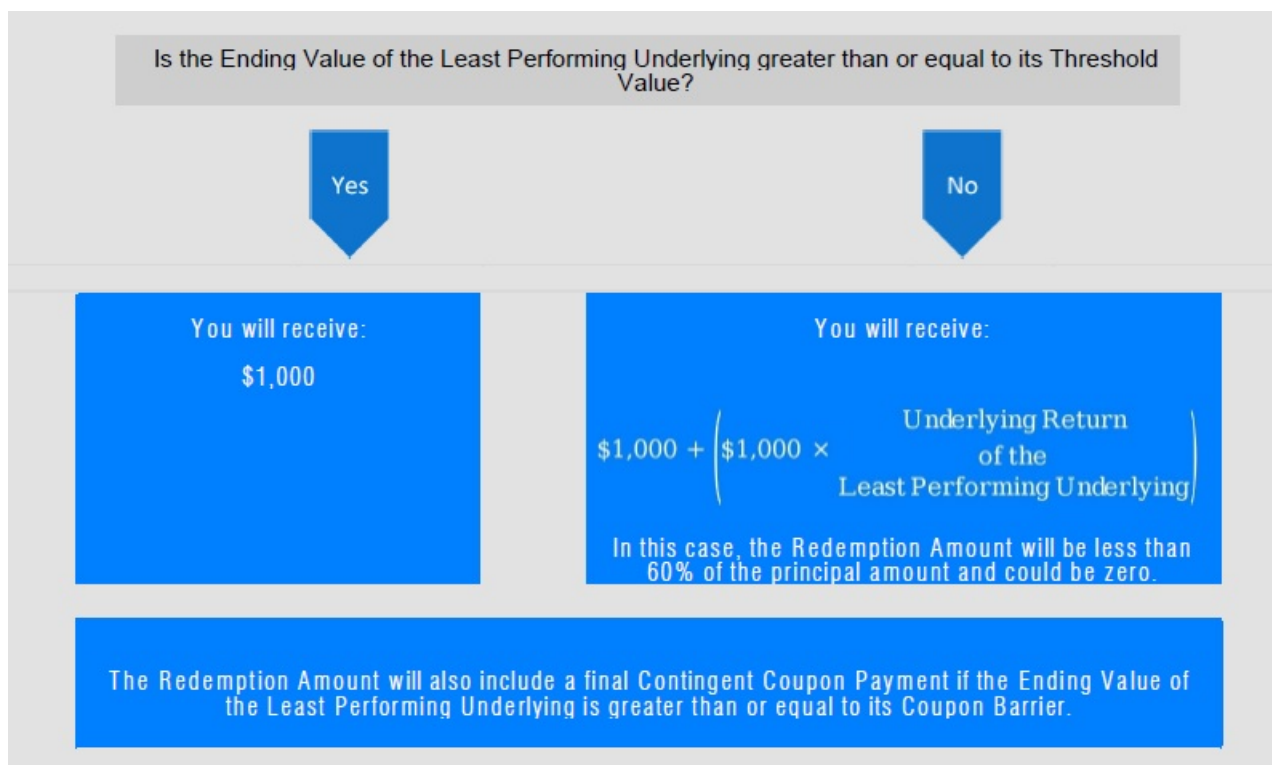 Is the Ending Value of the Least Performing Underlying greater than or equal to its Threshold
Value?
Yes
No
You will receive:
$1,000
You will receive:
$1,000 + ($1,000 × Underlying Return
of the
Least Performing Underlying)
In this case, the Redemption Amount will be less than
60% of the principal amount and could be zero.
The Redemption Amount will also include a final Contingent Coupon Payment if the Ending Value of
the Least Performing Underlying is greater than or equal to its Coupon Barrier.